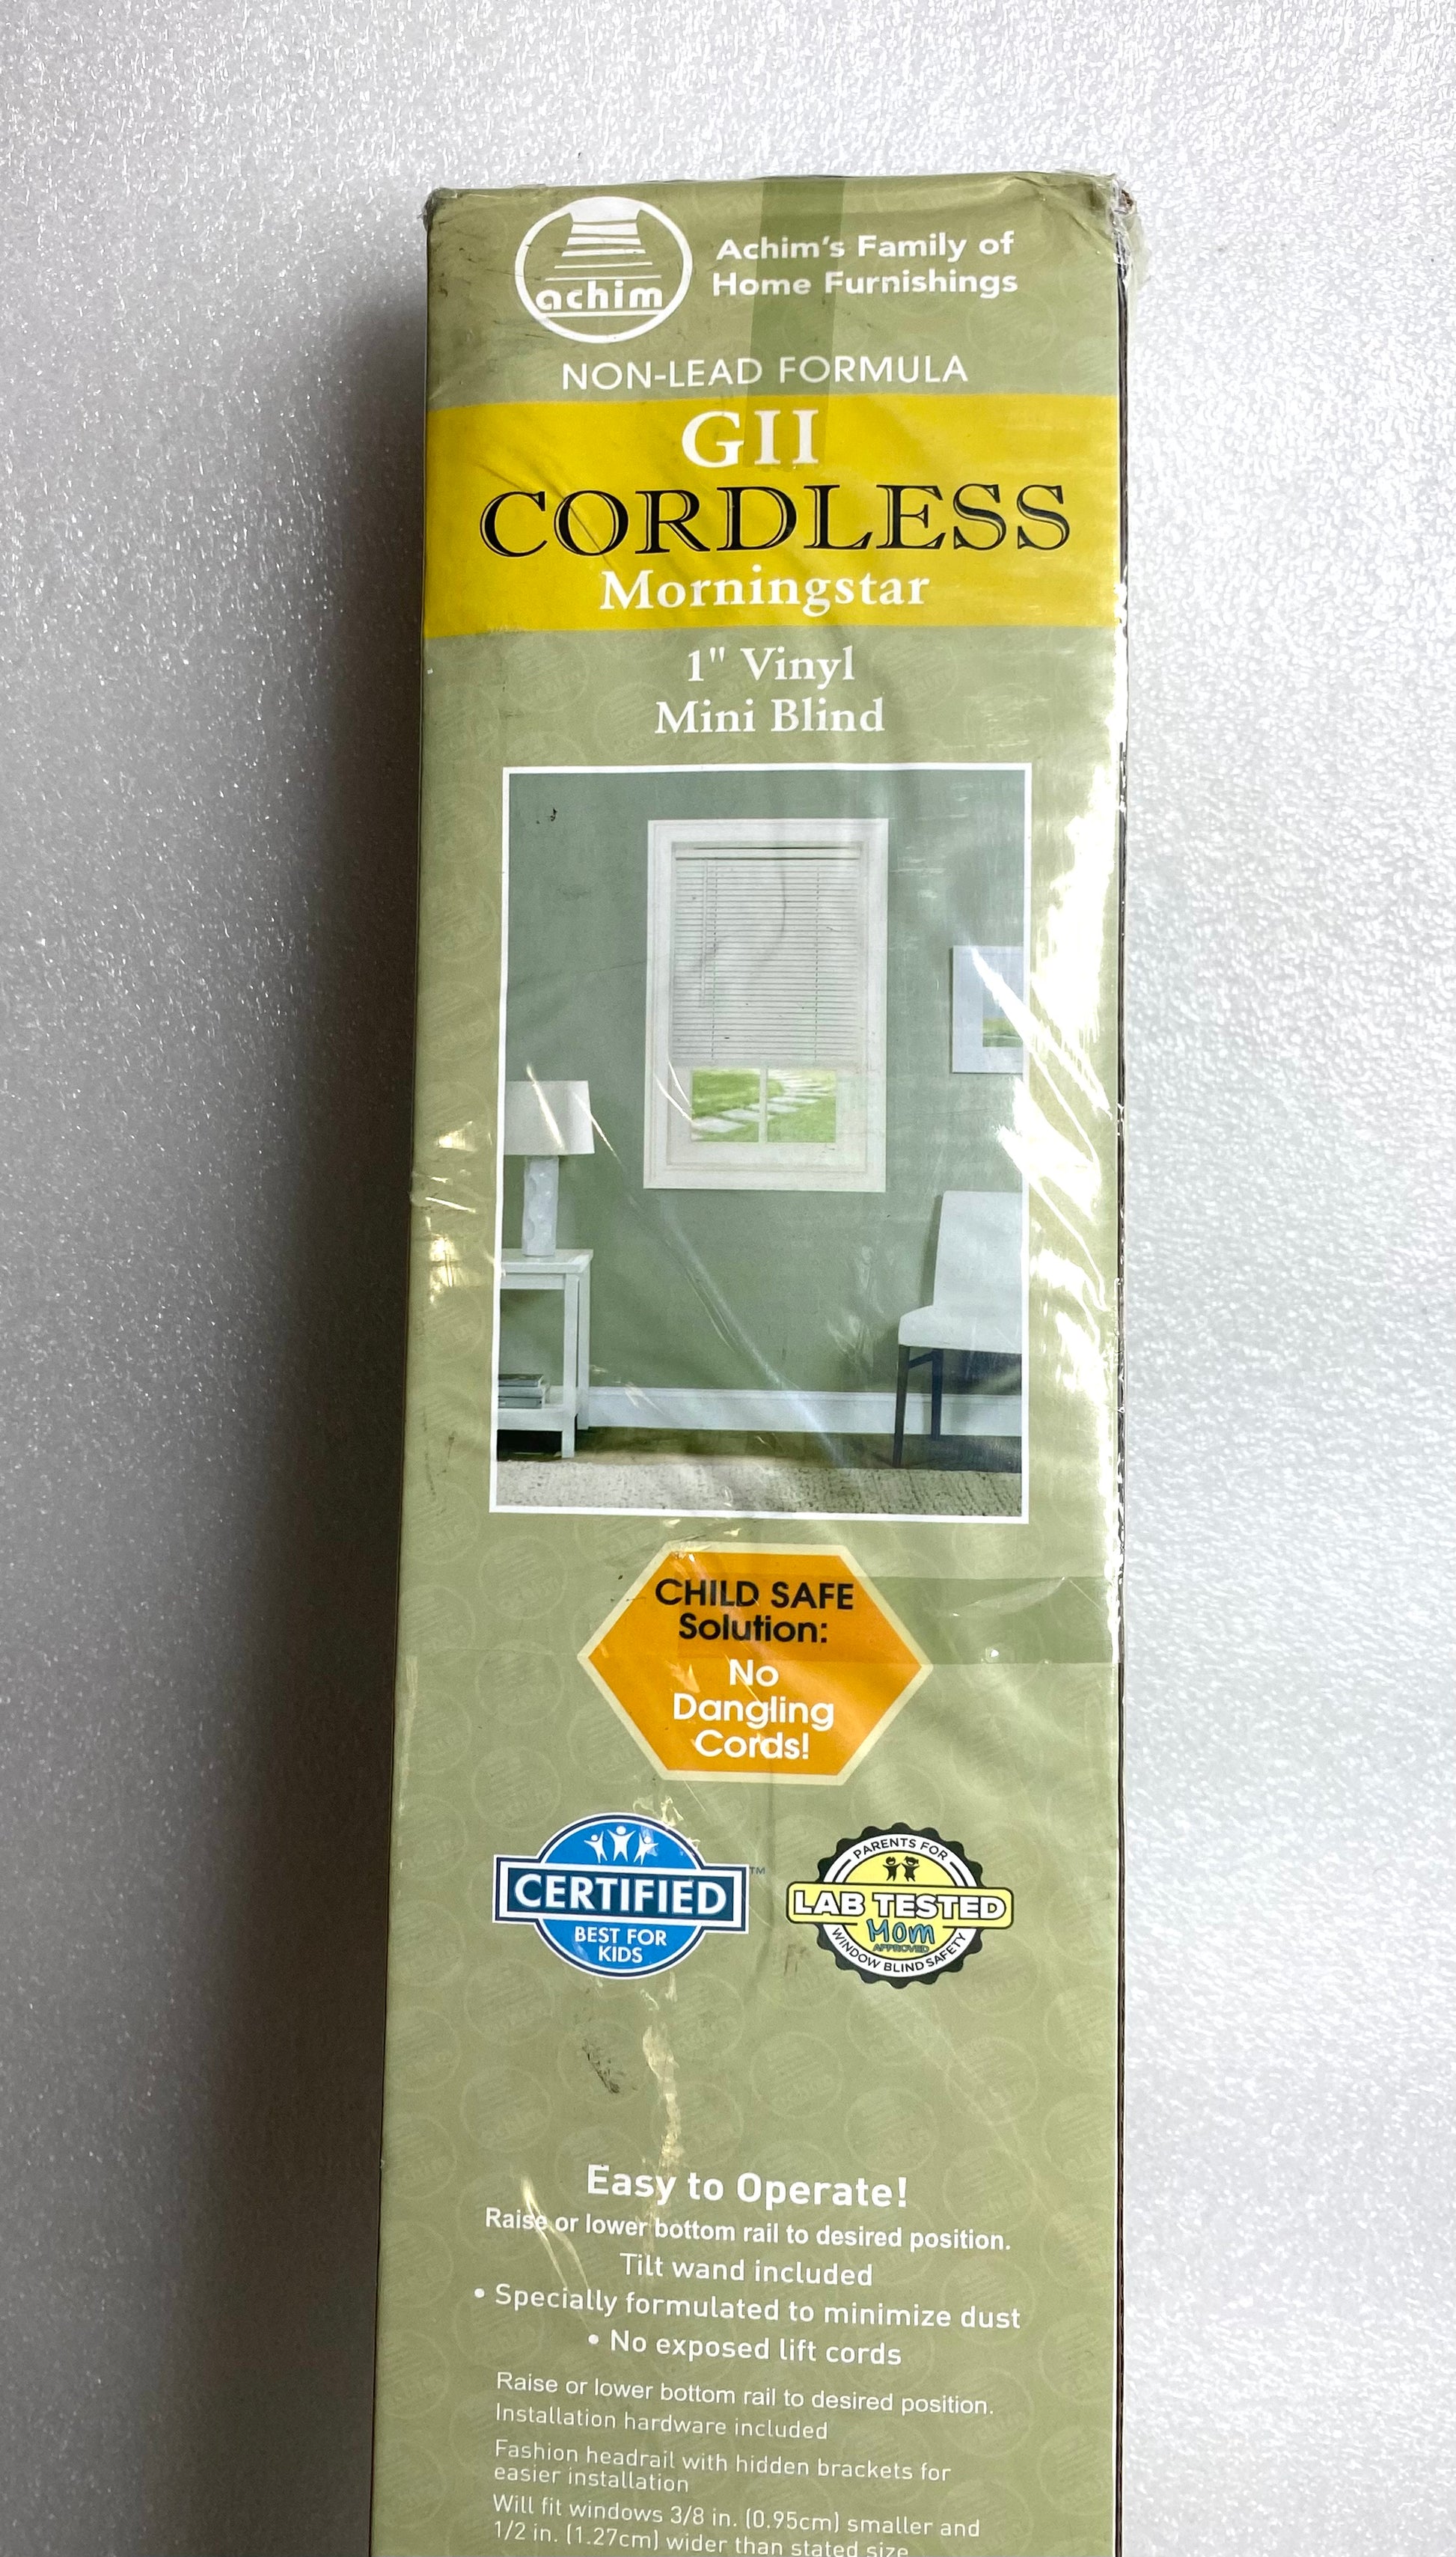 achim
Achim's Family of
Home Furnishings
NON-LEAD FORMULA
GII
CORDLESS
Morningstar
1" Vinyl
Mini Blind
CHILD SAFE
Solution:
No
Dangling
Cords!
CERTIFIED
TM
BEST FOR
KIDS
PARENTS FOR
LAB TESTED
Mom
APPROVED
WINDOW BLIND SAFETY
Easy to Operate!
Raise or lower bottom rail to desired position.
Tilt wand included
• Specially formulated to minimize dust
• No exposed lift cords
Raise or lower bottom rail to desired position.
Installation hardware included
Fashion headrail with hidden brackets for
easier installation
Will fit windows 3/8 in. (0.95cm) smaller and
1/2 in. (1.27cm) wider than stated size